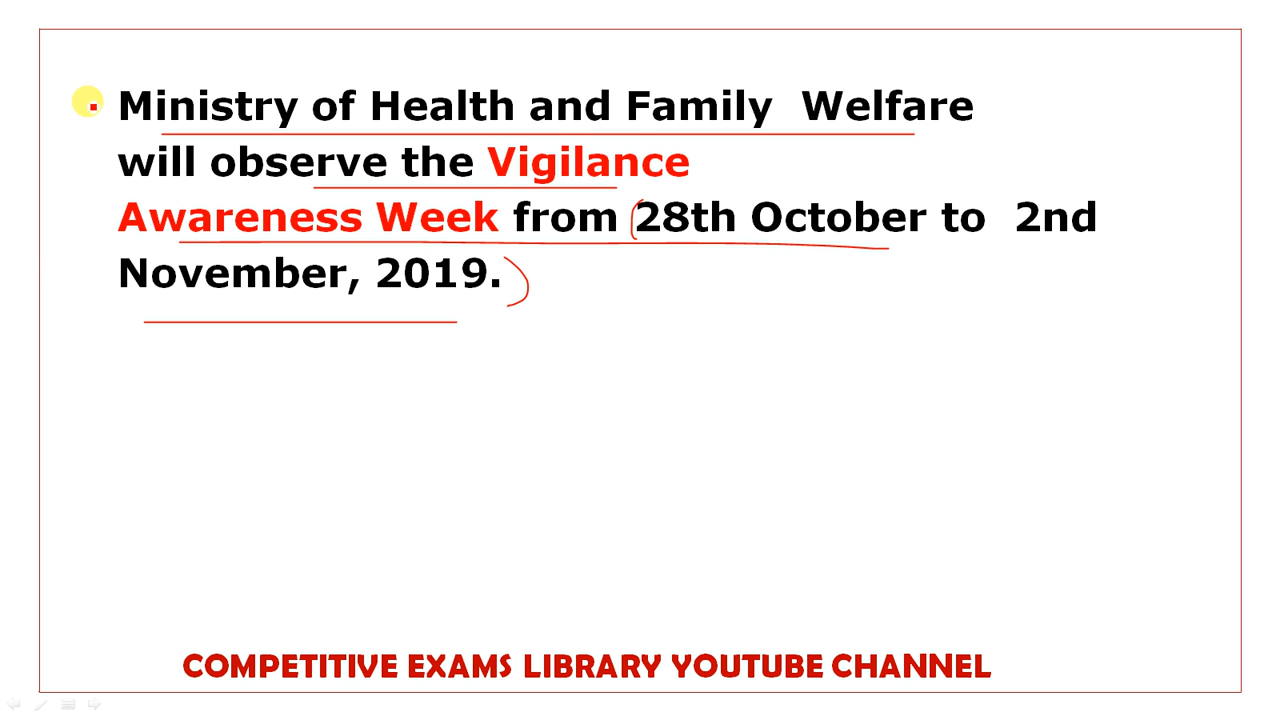 Ministry of Health and Family Welfare
will observe the Vigilance
Awareness Week from 28th October to 2nd
November, 2019.
COMPETITIVE EXAMS LIBRARY YOUTUBE CHANNEL